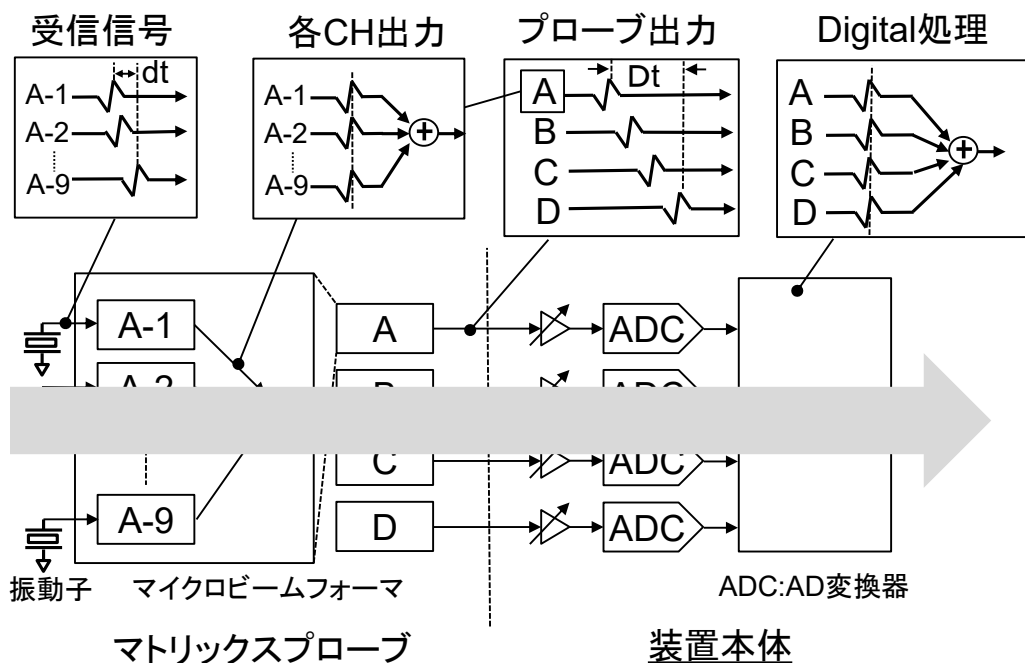 受信信号
各CH出力
プローブ出力
Digital処理
dt
A-1
A-2
A-9
A-1
A-2
A-9
A
Dt
B
C
D
A
B
C
D
A-1
A
ADC
C
ADC
A-9
D
ADC
振動子
マイクロビームフォーマ
ADC:AD変換器
マトリックスプローブ
装置本体